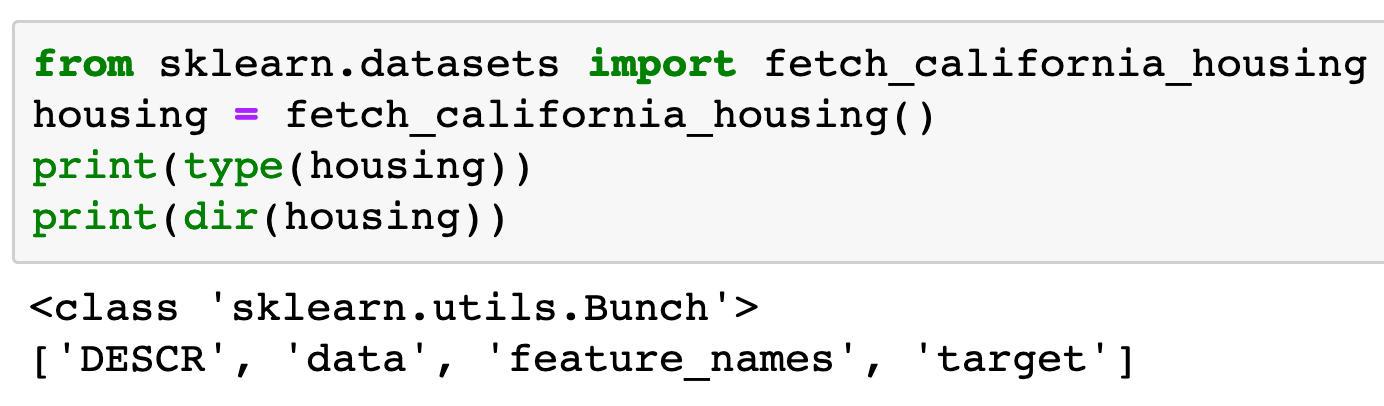 from sklearn.datasets import fetch_california_housing
housing = fetch_california_housing()
print(type(housing))
print(dir(housing))
<class 'sklearn.utils.Bunch'>
['DESCR', 'data', 'feature_names', 'target']